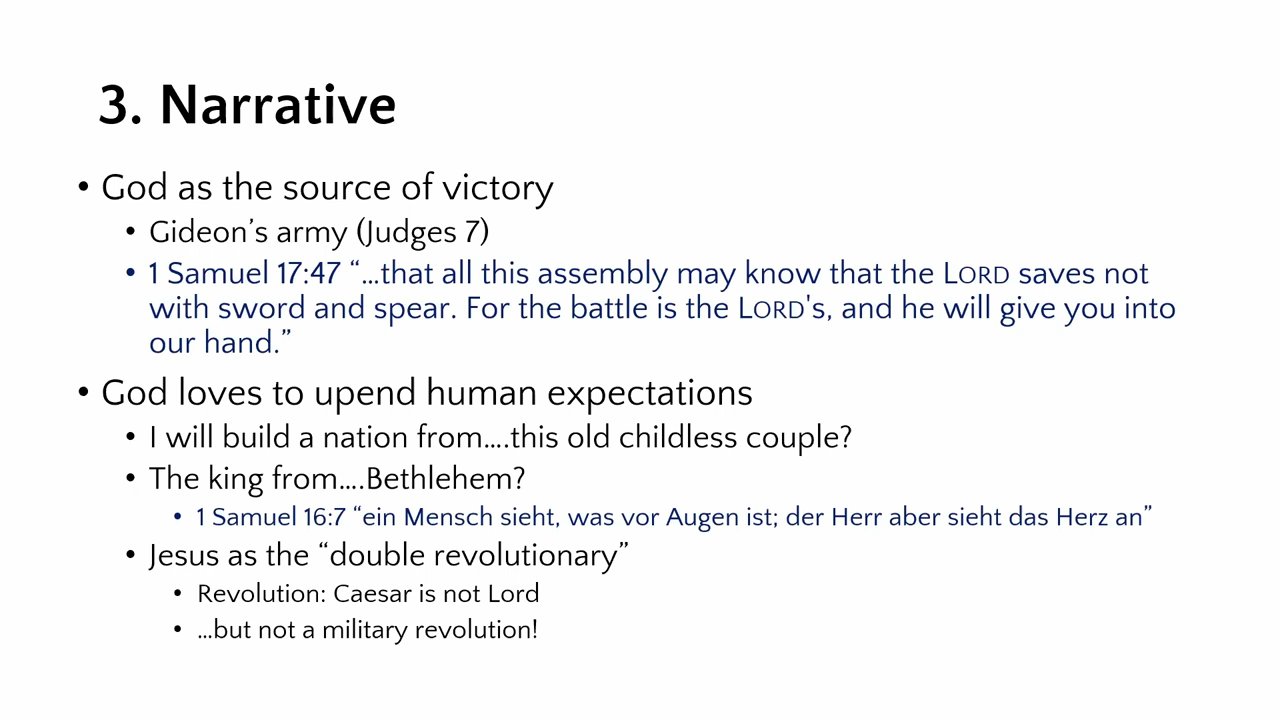 3. Narrative
• God as the source of victory
• Gideon’s army (Judges 7)
• 1 Samuel 17:47 “…that all this assembly may know that the LORD saves not
with sword and spear. For the battle is the LORD's, and he will give you into
our hand.”
• God loves to upend human expectations
• I will build a nation from….this old childless couple?
• The king from….Bethlehem?
• 1 Samuel 16:7 “ein Mensch sieht, was vor Augen ist; der Herr aber sieht das Herz an”
• Jesus as the “double revolutionary”
• Revolution: Caesar is not Lord
• …but not a military revolution!